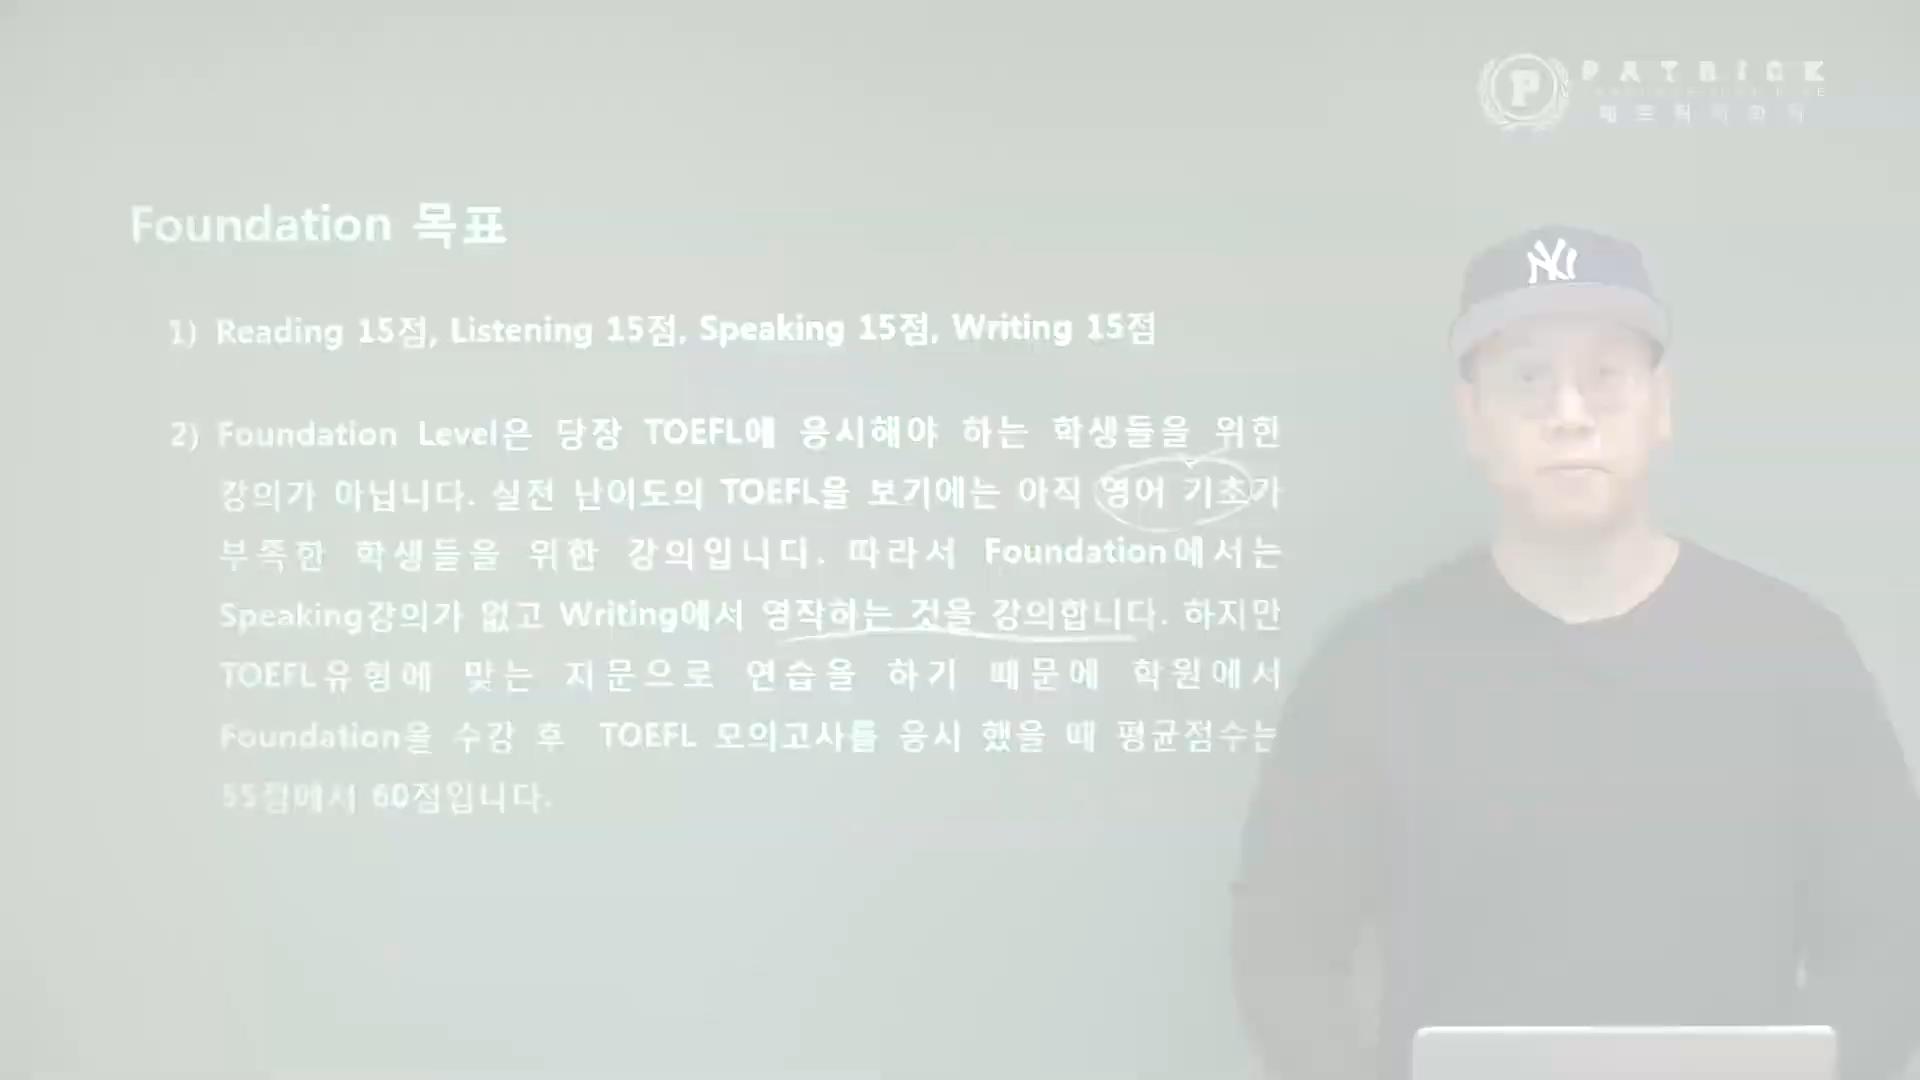 PATRICK
패트릭어학원
NY
Foundation 목표
1) Reading 15점, Listening 15점, Speaking 15점, Writing 15점
2) Foundation Level은 당장 TOEFL에 응시해야 하는 학생들을 위한
강의가 아닙니다. 실전 난이도의 TOEFL을 보기에는 아직 영어 기초가
부족한 학생들을 위한 강의입니다. 따라서 Foundation에서는
Speaking강의가 없고 Writing에서 영작하는 것을 강의합니다. 하지만
TOEFL유형에 맞는 지문으로 연습을 하기 때문에 학원에서
Foundation을 수강 후 TOEFL 모의고사를 응시 했을 때 평균점수는
55점에서 60점입니다.